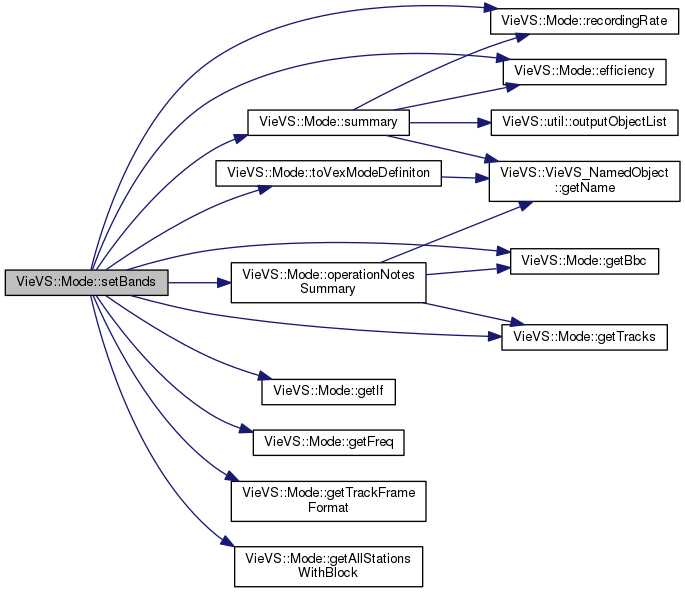 VieVS::Mode::recordingRate
VieVS::Mode::efficiency
VieVS::Mode::summary
VieVS::util::outputObjectList
VieVS::Mode::toVexModeDefiniton
VieVS::VieVS_NamedObject
::getName
VieVS::Mode::setBands
VieVS::Mode::operationNotes
Summary
VieVS::Mode::getBbc
VieVS::Mode::getTracks
VieVS::Mode::getIf
VieVS::Mode::getFreq
VieVS::Mode::getTrackFrame
Format
VieVS::Mode::getAllStations
WithBlock